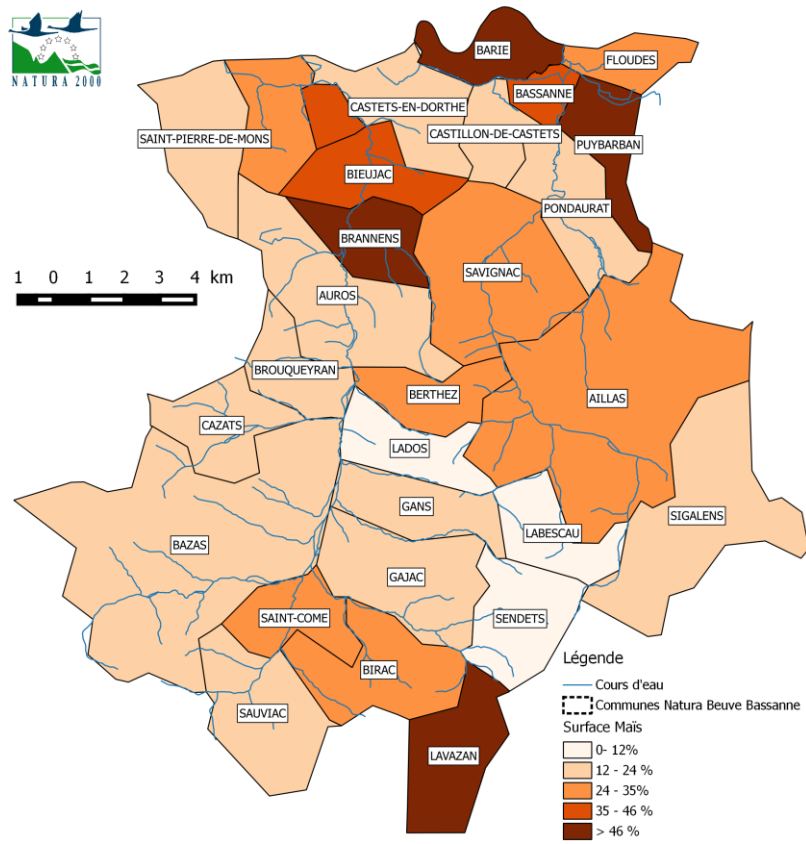 NATURA 2000
BARIE
FLOUDES
BASSANNE
CASTETS-EN-DORTHE
CASTILLON-DE-CASTETS
SAINT-PIERRE-DE-MONS
PUYBARBAN
BIEUJAC
PONDAURAT
BRANNENS
SAVIGNAC
1 0 1 2 3 4 km
AUROS
BROUQUEYRAN
BERTHEZ
AILLAS
CAZATS
LADOS
GANS
SIGALENS
LABESCAU
BAZAS
GAJAC
SAINT-COME
SENDETS
BIRAC
SAUVIAC
LAVAZAN
Légende
Cours d'eau
Communes Natura Beuve Bassanne
Surface Maïs
0- 12%
12 - 24 %
24 - 35%
35 - 46 %
> 46 %